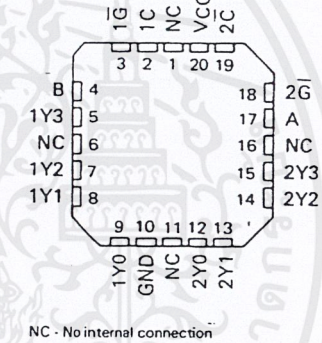 1G̅ 1C NC VCC 2C̅
3 2 1 20 19
B 4 18 2G̅
1Y3 5 17 A
NC 6 16 NC
1Y2 7 15 2Y3
1Y1 8 14 2Y2
9 10 11 12 13
1Y0 GND NC 2Y0 2Y1
NC - No internal connection